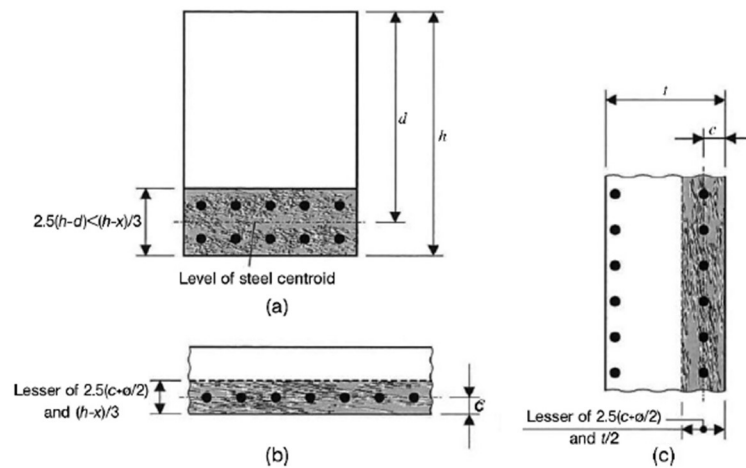 d
h
2.5(h-d)<(h-x)/3
Level of steel centroid
(a)
Lesser of 2.5(c+ø/2)
and (h-x)/3
c
(b)
t
c
Lesser of 2.5(c+ø/2)
and t/2
(c)